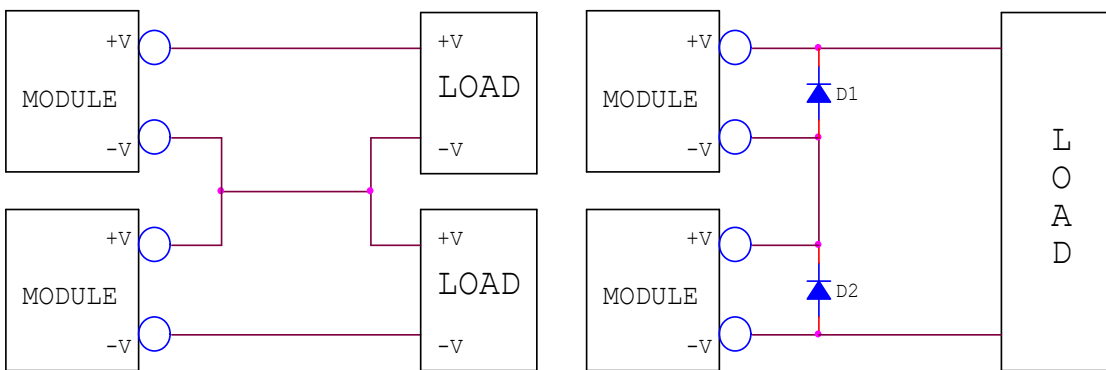 +V
MODULE
-V
+V
LOAD
-V
+V
MODULE
-V
+V
LOAD
-V
+V
MODULE
-V
D1
+V
MODULE
-V
D2
L
O
A
D